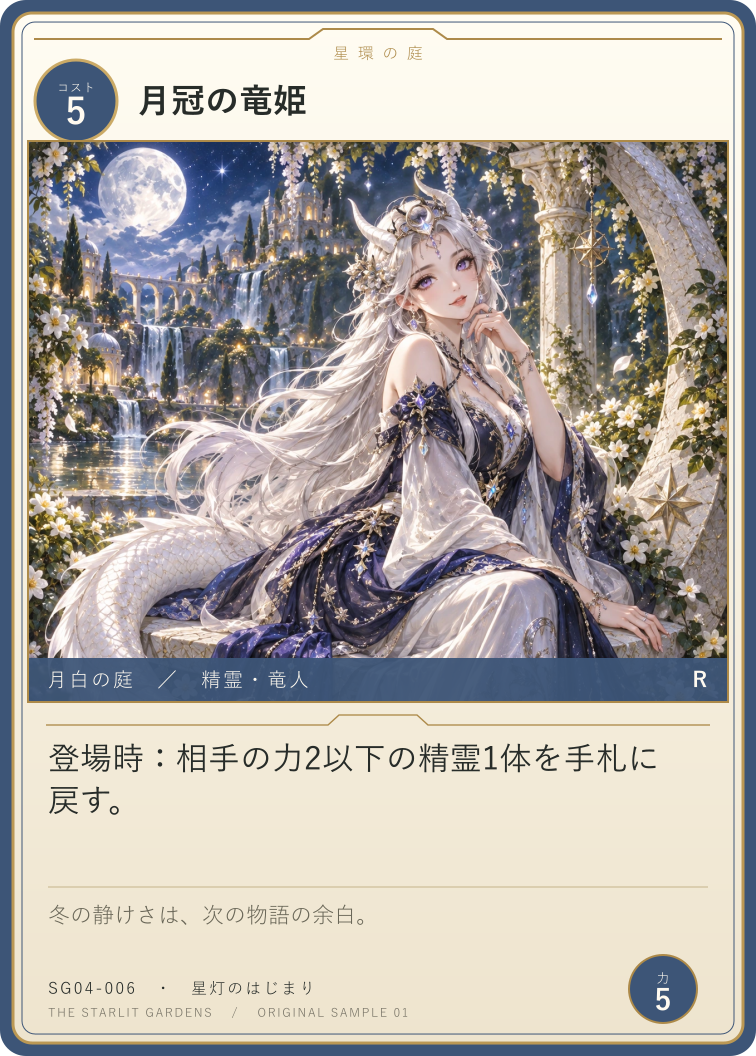 星環の庭
コスト
5
月冠の竜姫
月白の庭 ／ 精霊・竜人
R
登場時：相手の力2以下の精霊1体を手札に
戻す。
冬の静けさは、次の物語の余白。
SG04-006 ・ 星灯のはじまり
THE STARLIT GARDENS / ORIGINAL SAMPLE 01
力
5